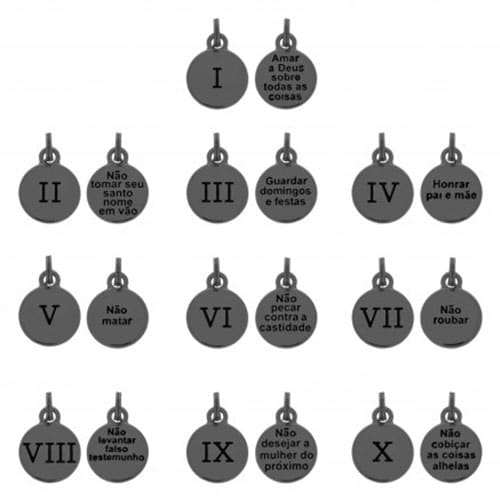 I
Amar
a Deus
sobre
todas as
coisas
II
Não
tomar seu
santo
nome
em vão
III
Guardar
domingos
e festas
IV
Honrar
pai e mãe
V
Não
matar
VI
Não
pecar
contra a
castidade
VII
Não
roubar
VIII
Não
levantar
falso
testemunho
IX
Não
desejar a
mulher do
próximo
X
Não
cobiçar
as coisas
alheias